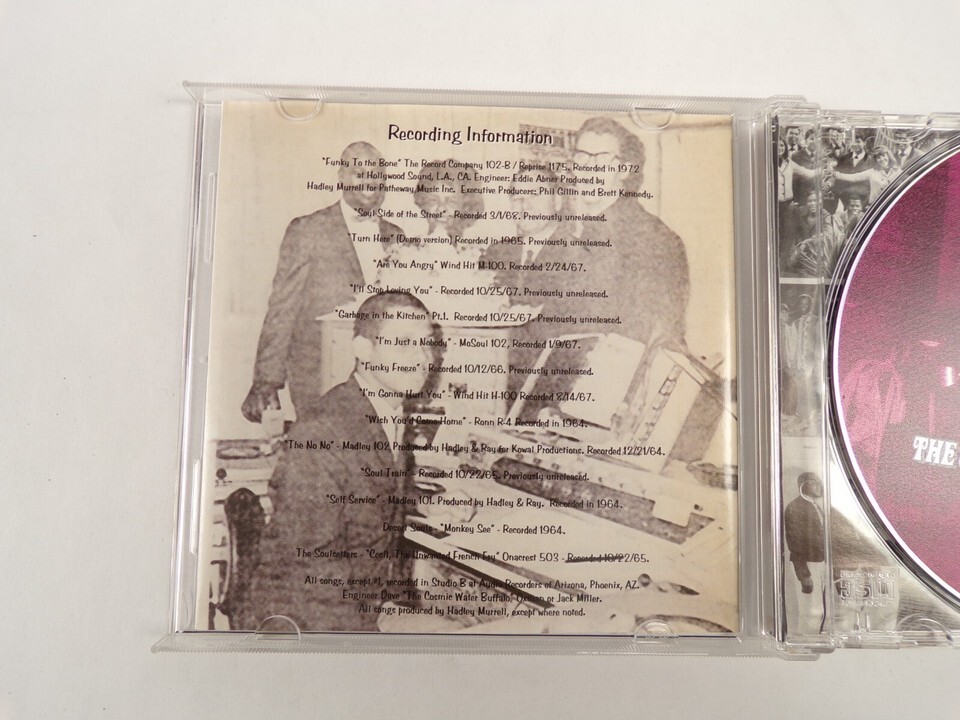 Recording Information
"Funky To the Bone" The Record Company 102-B / Reprise 1175. Recorded in 1972
at Hollywood Sound, L.A., CA. Engineer: Eddie Abner Produced by
Hadley Murrell for Patheway Music Inc. Executive Producers: Phil Gillin and Brett Kennedy.
"Soul Side of the Street" - Recorded 3/1/68. Previously unreleased.
"Turn Here" (Demo version) Recorded in 1965. Previously unreleased.
"Are You Angry" Wind Hit M-100. Recorded 2/24/67.
"I'll Stop Loving You" - Recorded 10/25/67. Previously unreleased.
"Garbage in the Kitchen" Pt.1. Recorded 10/25/67. Previously unreleased.
"I'm Just a Nobody" - MoSoul 102, Recorded 1/9/67.
"Funky Freeze" - Recorded 10/12/66. Previously unreleased.
"I'm Gonna Hurt You" - Wind Hit H-100 Recorded 8/14/67.
"Wish You'd Come Home" - Ronn R-4 Recorded in 1964.
"The No No" - Madley 102 Produced by Hadley & Ray for Kowal Productions. Recorded 12/21/64.
"Soul Train" - Recorded 10/22/65. Previously unreleased.
"Self Service" - Madley 101. Produced by Hadley & Ray. Recorded in 1964.
Desert Souls - "Monkey See" - Recorded 1964.
The Soulsetters - "Cecil, The Unwanted French Fry" Onacrest 503 - Recorded 10/22/65.
All songs, except #1, recorded in Studio B at Audio Recorders of Arizona, Phoenix, AZ.
Engineer Dave "The Cosmic Water Buffalo" Oxman or Jack Miller.
All songs produced by Hadley Murrell, except where noted.
THE